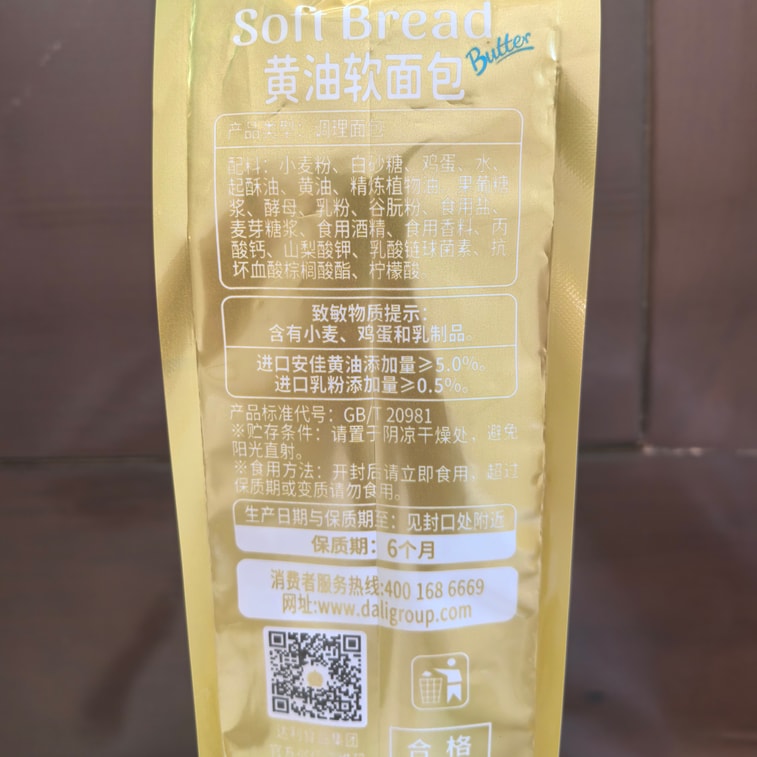 Soft Bread
Butter
黄油软面包
产品类型：调理面包
配料：小麦粉、白砂糖、鸡蛋、水、
起酥油、黄油、精炼植物油、果葡糖
浆、酵母、乳粉、谷朊粉、食用盐、
麦芽糖浆、食用酒精、食用香料、丙
酸钙、山梨酸钾、乳酸链球菌素、抗
坏血酸棕榈酸酯、柠檬酸
致敏物质提示：
含有小麦、鸡蛋和乳制品。
进口安佳黄油添加量≥5.0%。
进口乳粉添加量≥0.5%。
产品标准代号：GB/T 20981
※贮存条件：请置于阴凉干燥处，避免
阳光直射。
※食用方法：开封后请立即食用，超过
保质期或变质请勿食用。
生产日期与保质期至：见封口处附近
保质期：6个月
消费者服务热线:400 168 6669
网址:www.daligroup.com
达利食品集团
合格